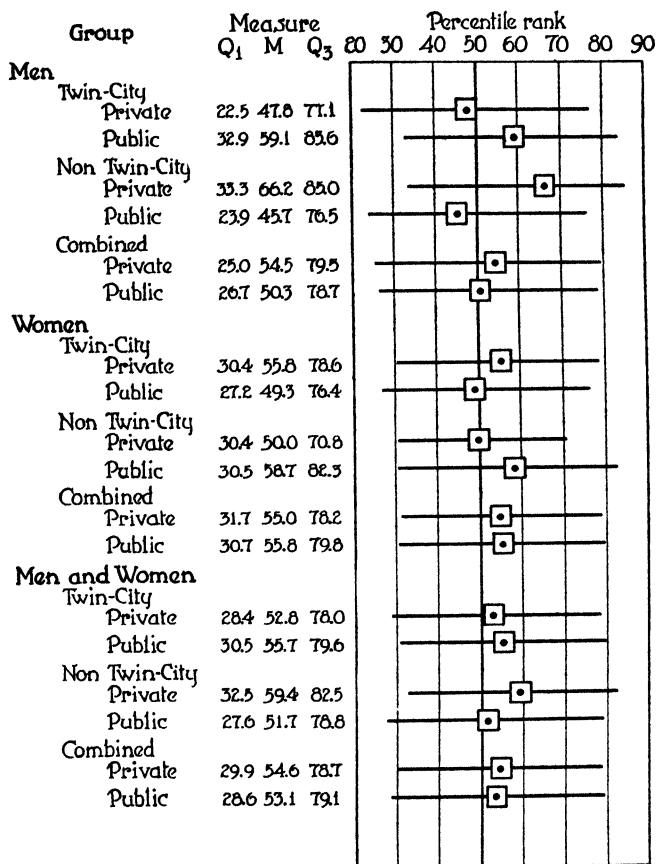 Group Measure Percentile rank
Q1 M Q3 20 30 40 50 60 70 80 90
Men
Twin-City
Private 22.5 47.8 77.1
Public 32.9 59.1 83.6
Non Twin-City
Private 33.3 66.2 85.0
Public 23.9 45.7 76.5
Combined
Private 25.0 54.5 79.5
Public 26.7 50.3 78.7
Women
Twin-City
Private 30.4 55.8 78.6
Public 27.2 49.3 76.4
Non Twin-City
Private 30.4 50.0 70.8
Public 30.5 58.7 82.3
Combined
Private 31.7 55.0 78.2
Public 30.7 55.8 79.8
Men and Women
Twin-City
Private 28.4 52.8 78.0
Public 30.5 55.7 79.6
Non Twin-City
Private 32.5 59.4 82.5
Public 27.6 51.7 78.8
Combined
Private 29.9 54.6 78.7
Public 28.6 53.1 79.1